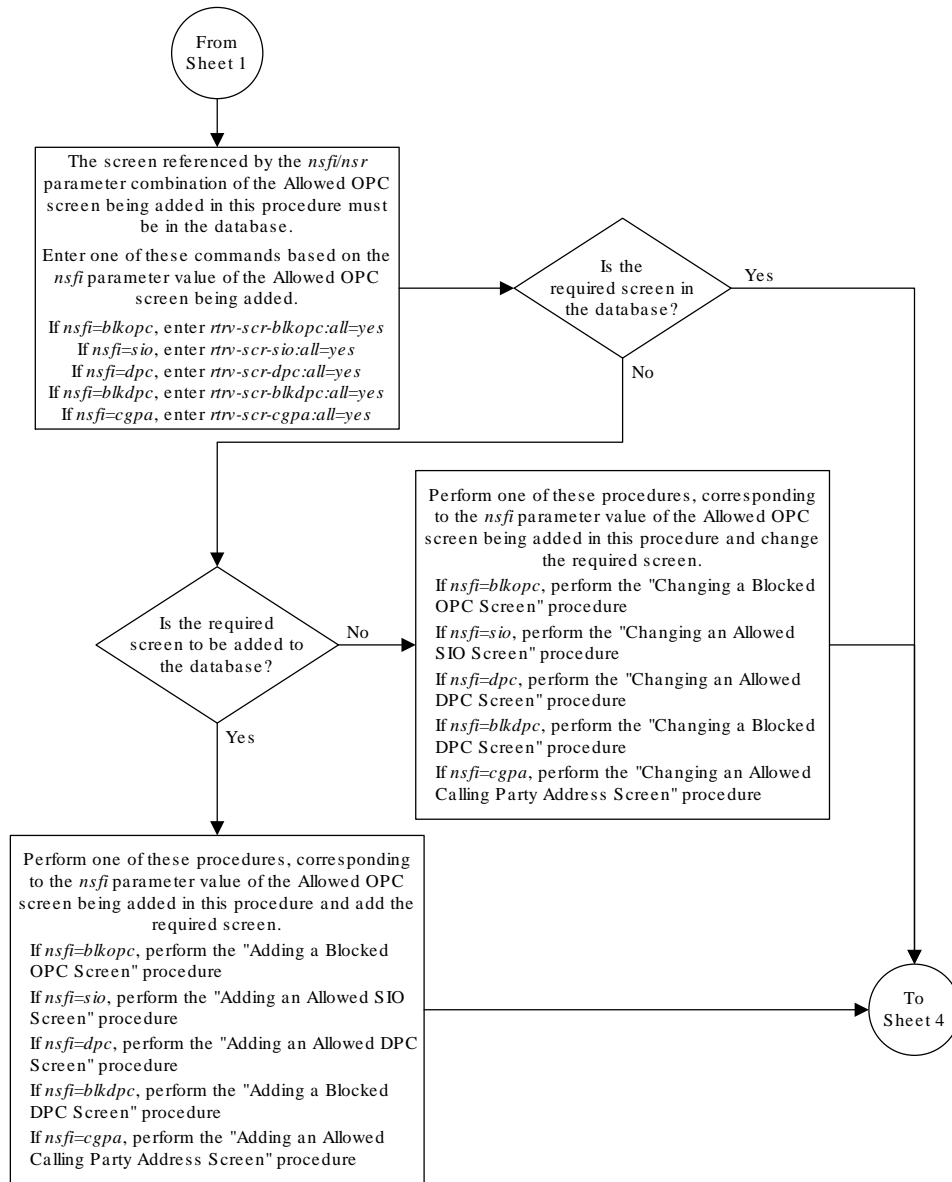 From
Sheet 1
The screen referenced by the nsfi/nsr
parameter combination of the Allowed OPC
screen being added in this procedure must
be in the database.
Enter one of these commands based on the
nsfi parameter value of the Allowed OPC
screen being added.
If nsfi=blkopc, enter rtrv-scr-blkopc:all=yes
If nsfi=sio, enter rtrv-scr-sio:all=yes
If nsfi=dpc, enter rtrv-scr-dpc:all=yes
If nsfi=blkdpc, enter rtrv-scr-blkdpc:all=yes
If nsfi=cgpa, enter rtrv-scr-cgpa:all=yes
Is the
required screen in
the database?
Yes
No
Is the required
screen to be added to
the database?
No
Yes
Perform one of these procedures, corresponding
to the nsfi parameter value of the Allowed OPC
screen being added in this procedure and change
the required screen.
If nsfi=blkopc, perform the "Changing a Blocked
OPC Screen" procedure
If nsfi=sio, perform the "Changing an Allowed
SIO Screen" procedure
If nsfi=dpc, perform the "Changing an Allowed
DPC Screen" procedure
If nsfi=blkdpc, perform the "Changing a Blocked
DPC Screen" procedure
If nsfi=cgpa, perform the "Changing an Allowed
Calling Party Address Screen" procedure
Perform one of these procedures, corresponding
to the nsfi parameter value of the Allowed OPC
screen being added in this procedure and add the
required screen.
If nsfi=blkopc, perform the "Adding a Blocked
OPC Screen" procedure
If nsfi=sio, perform the "Adding an Allowed SIO
Screen" procedure
If nsfi=dpc, perform the "Adding an Allowed DPC
Screen" procedure
If nsfi=blkdpc, perform the "Adding a Blocked
DPC Screen" procedure
If nsfi=cgpa, perform the "Adding an Allowed
Calling Party Address Screen" procedure
To
Sheet 4